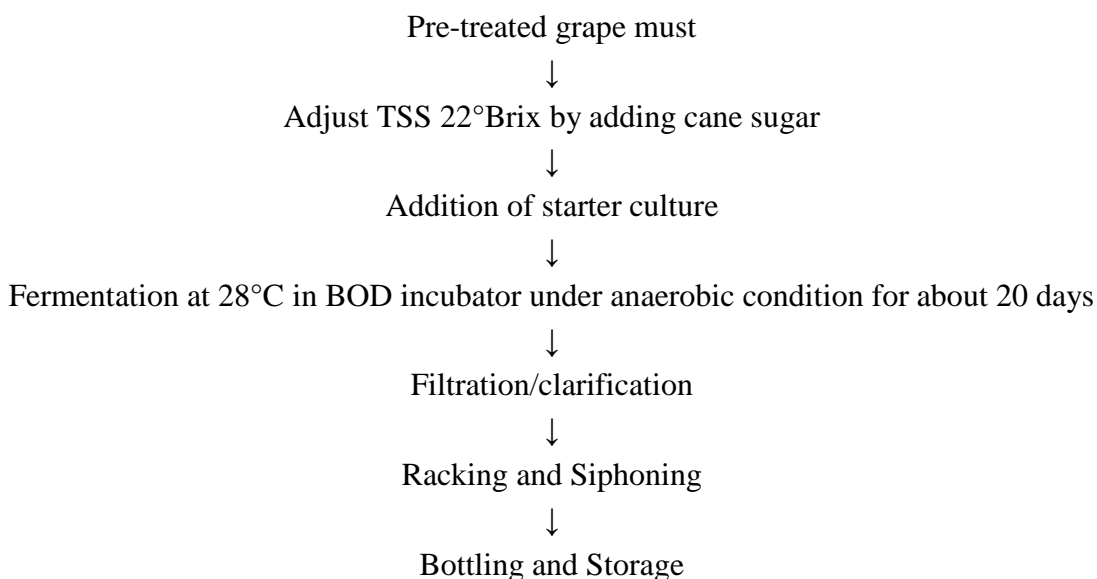 Pre-treated grape must
↓
Adjust TSS 22°Brix by adding cane sugar
↓
Addition of starter culture
↓
Fermentation at 28°C in BOD incubator under anaerobic condition for about 20 days
↓
Filtration/clarification
↓
Racking and Siphoning
↓
Bottling and Storage